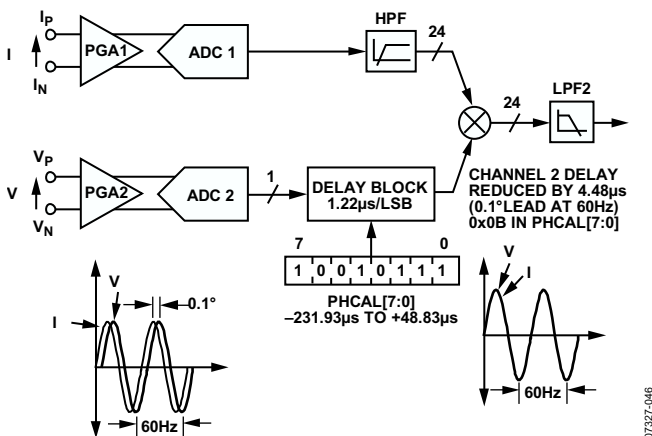 HPF
24
I
IP
IN
PGA1
ADC 1
LPF2
24
V
VP
VN
PGA2
ADC 2
1
DELAY BLOCK
1.22µs/LSB
CHANNEL 2 DELAY
REDUCED BY 4.48µs
(0.1°LEAD AT 60Hz)
0x0B IN PHCAL[7:0]
7 0
1 0 0 1 0 1 1 1
PHCAL[7:0]
–231.93µs TO +48.83µs
V
I
0.1°
60Hz
V
I
60Hz
07327-046